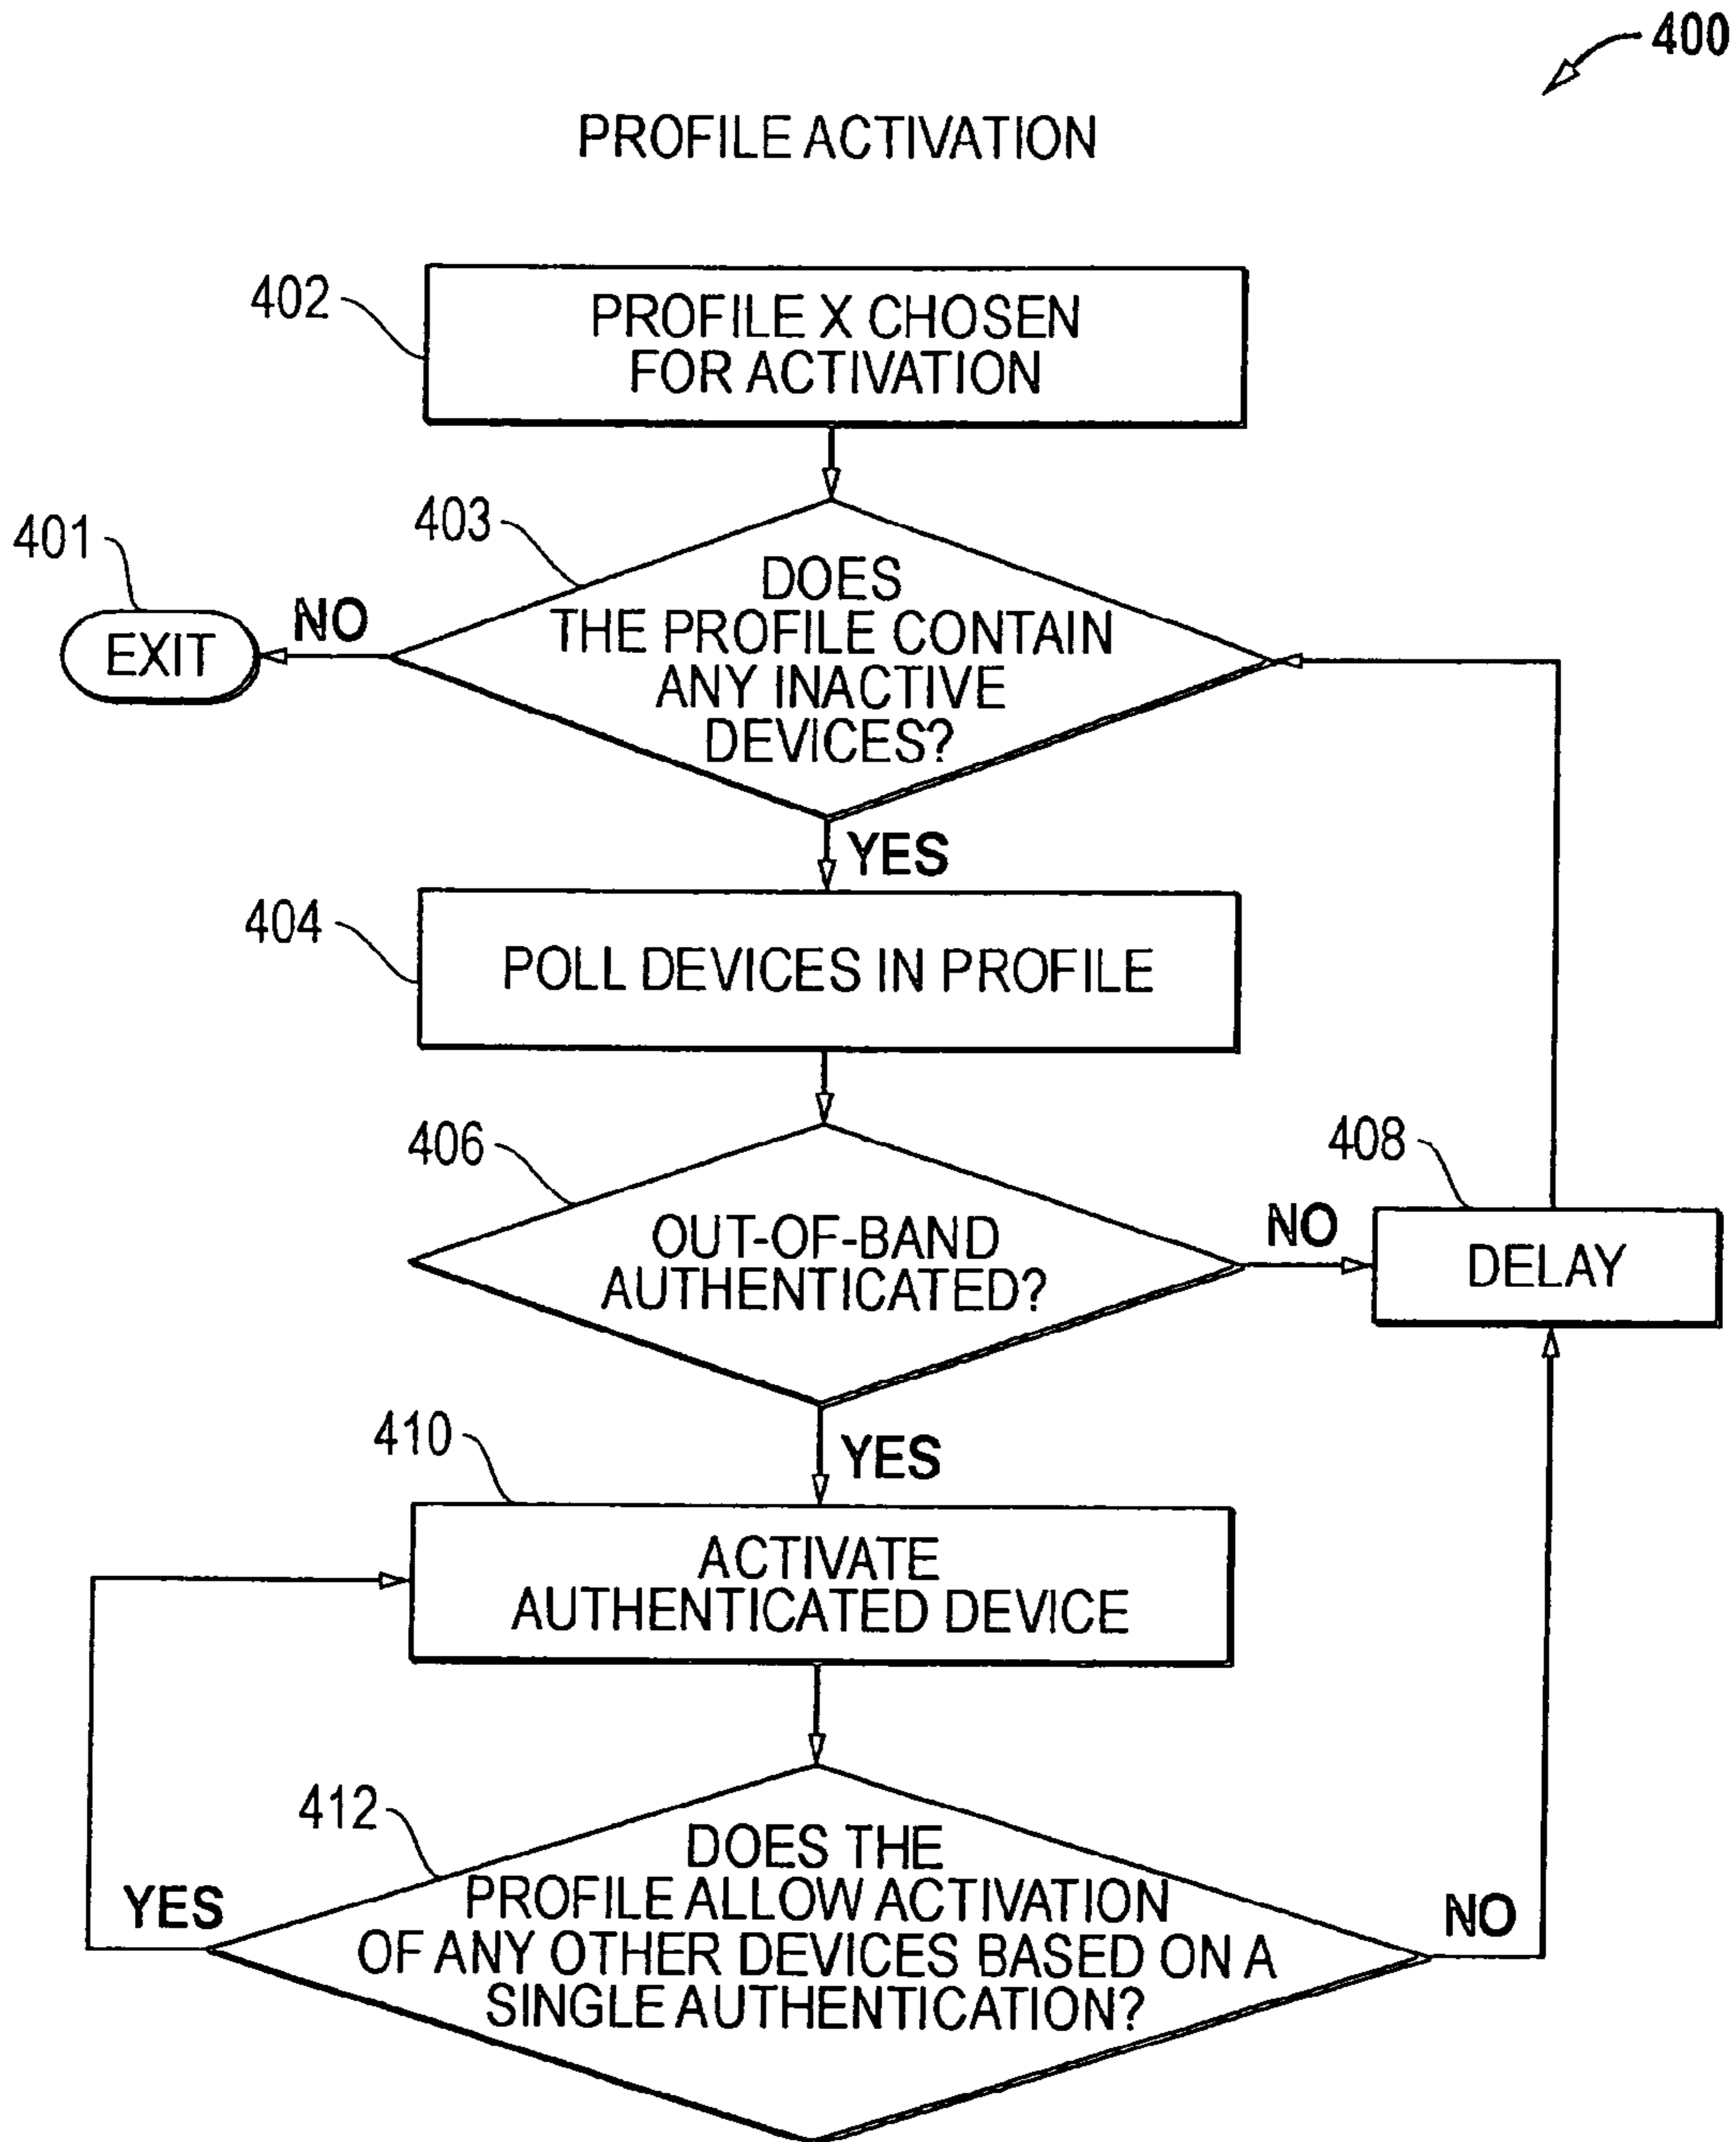 400
PROFILE ACTIVATION
402
PROFILE X CHOSEN
FOR ACTIVATION
403
401
DOES
THE PROFILE CONTAIN
ANY INACTIVE
DEVICES?
NO
EXIT
YES
404
POLL DEVICES IN PROFILE
406
408
OUT-OF-BAND
AUTHENTICATED?
NO
DELAY
YES
410
ACTIVATE
AUTHENTICATED DEVICE
412
DOES THE
PROFILE ALLOW ACTIVATION
OF ANY OTHER DEVICES BASED ON A
SINGLE AUTHENTICATION?
YES
NO